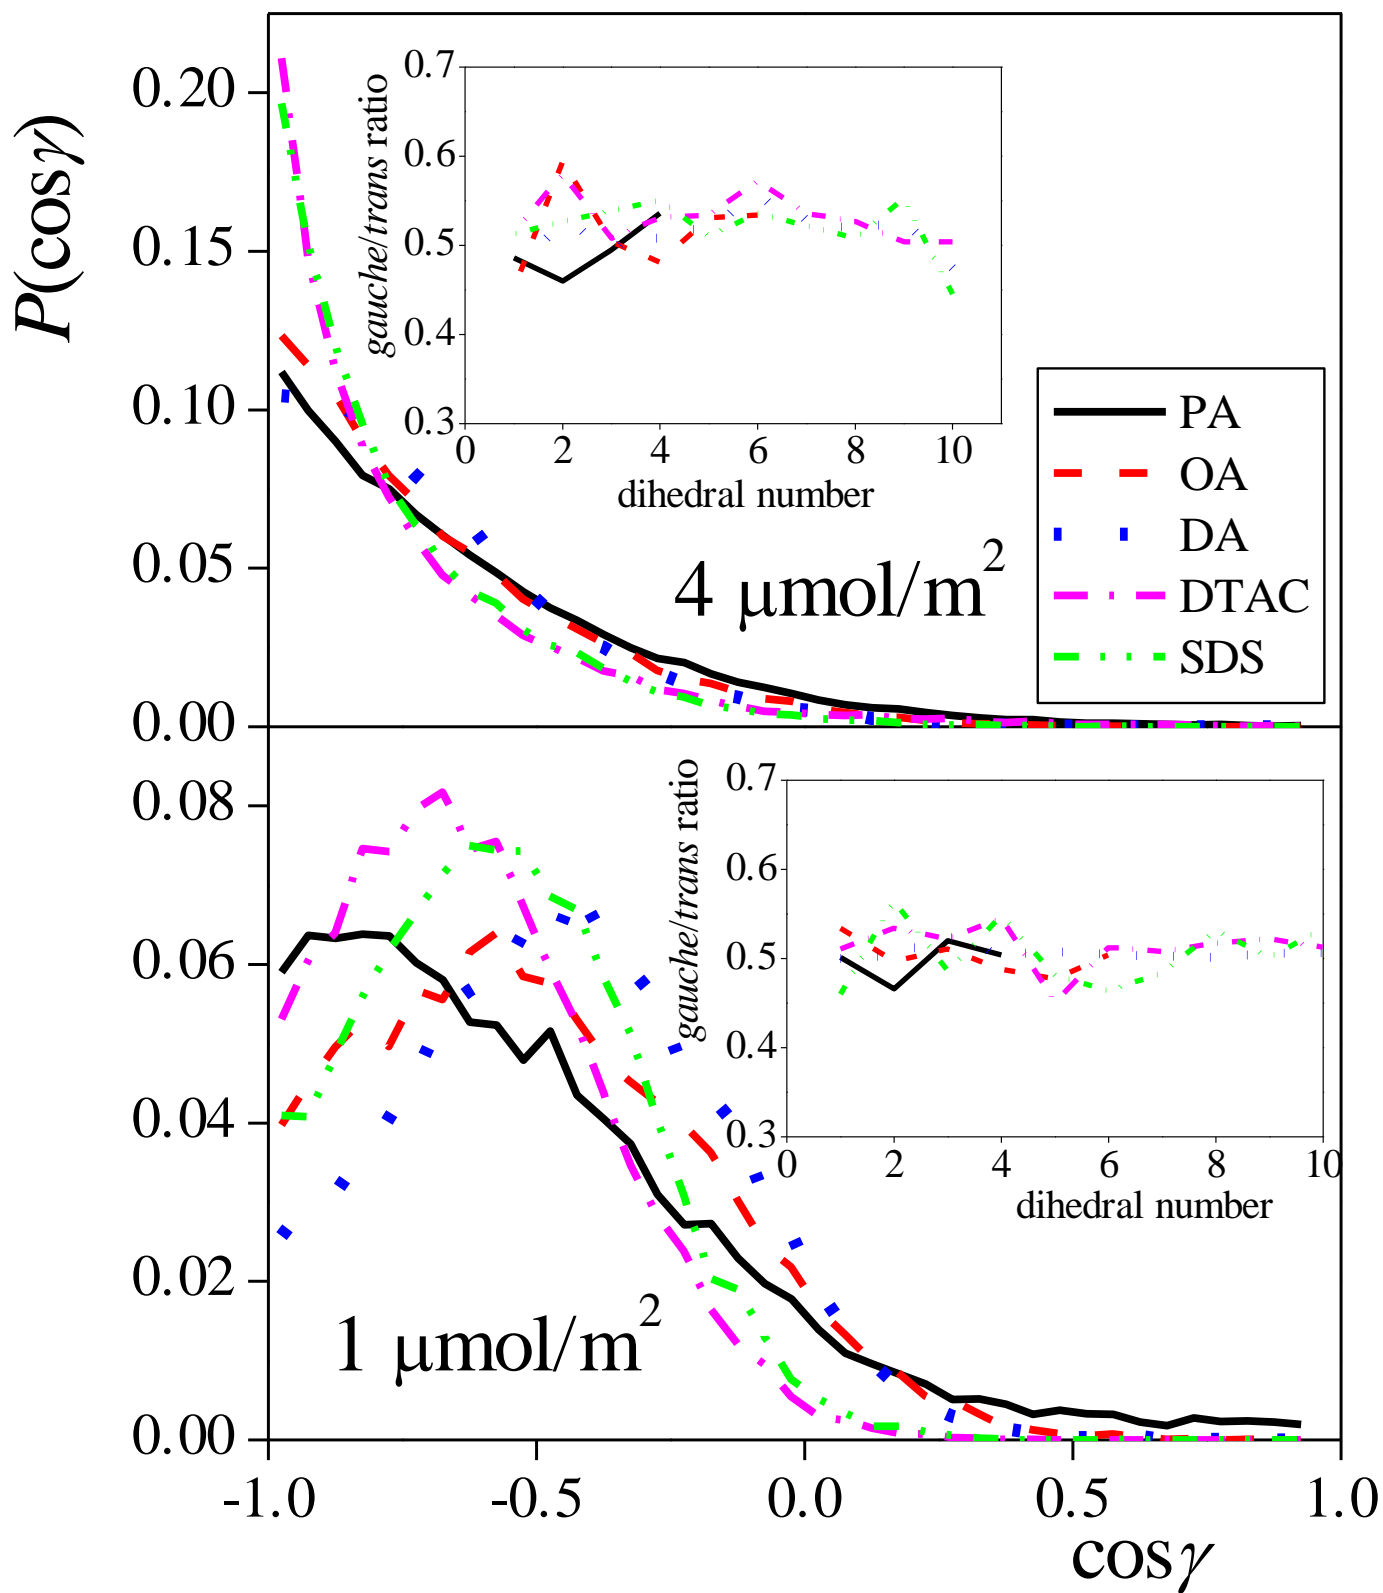 P(cosγ)
0.20
0.15
0.10
0.05
0.00
gauche/trans ratio
0.7
0.6
0.5
0.4
0.3
0 2 4 6 8 10
dihedral number
PA
OA
DA
DTAC
SDS
4 μmol/m²
0.08
0.06
0.04
0.02
0.00
gauche/trans ratio
0.7
0.6
0.5
0.4
0.3
0 2 4 6 8 10
dihedral number
1 μmol/m²
-1.0 -0.5 0.0 0.5 1.0
cosγ